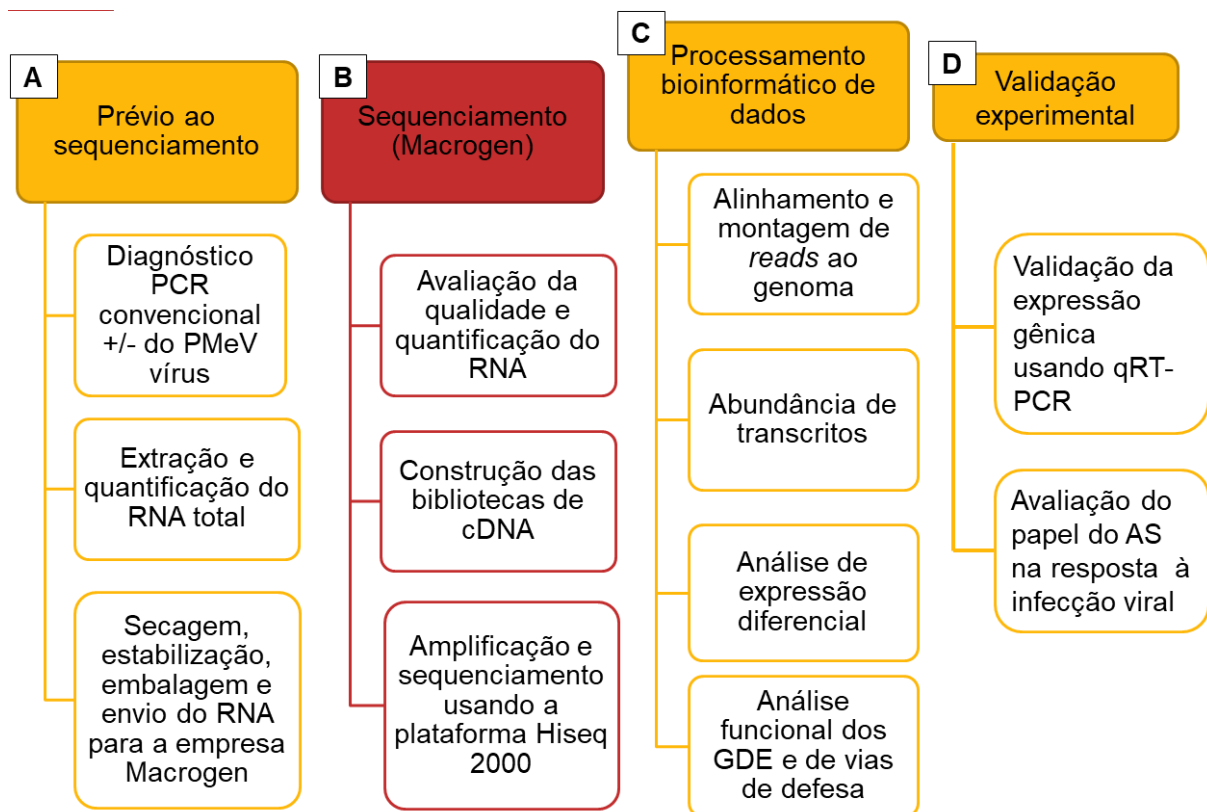 A
Prévio ao
sequenciamento
Diagnóstico
PCR
convencional
+/- do PMeV
vírus
Extração e
quantificação do
RNA total
Secagem,
estabilização,
embalagem e
envio do RNA
para a empresa
Macrogen
B
Sequenciamento
(Macrogen)
Avaliação da
qualidade e
quantificação do
RNA
Construção das
bibliotecas de
cDNA
Amplificação e
sequenciamento
usando a
plataforma Hiseq
2000
C
Processamento
bioinformático de
dados
Alinhamento e
montagem de
reads ao
genoma
Abundância de
transcritos
Análise de
expressão
diferencial
Análise
funcional dos
GDE e de vias
de defesa
D
Validação
experimental
Validação da
expressão
gênica
usando qRT-
PCR
Avaliação do
papel do AS
na resposta à
infecção viral